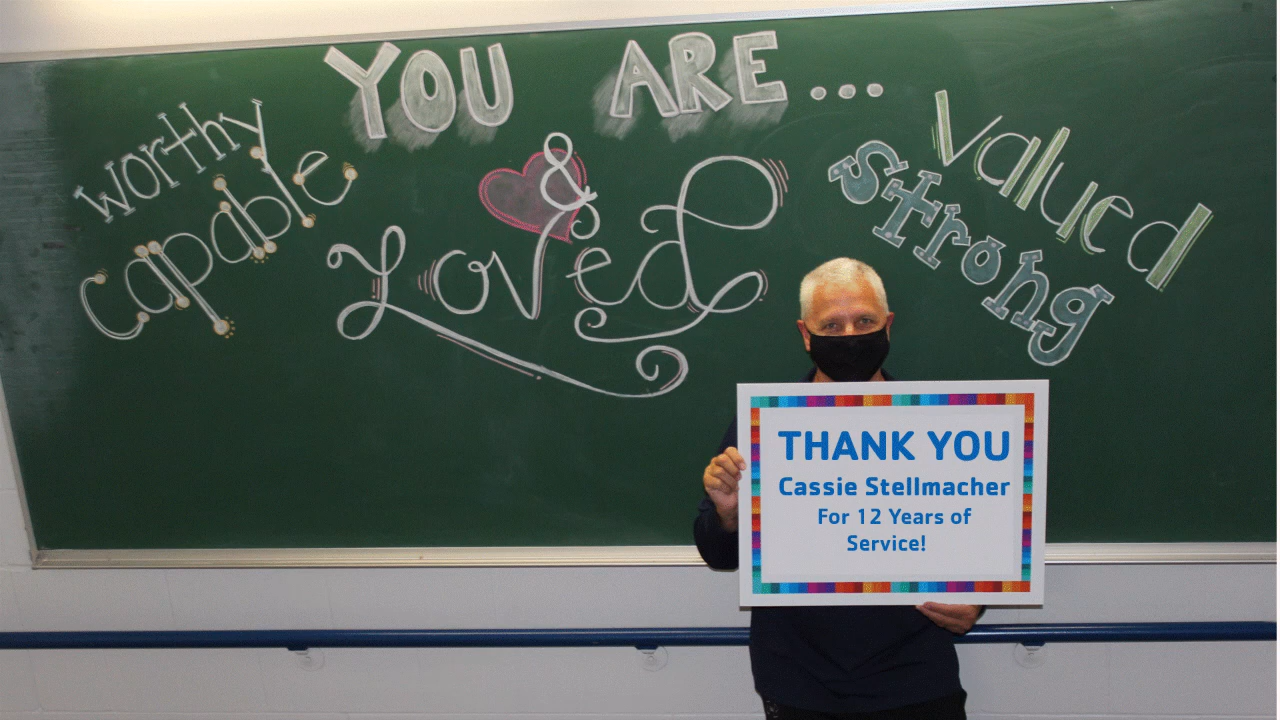 YOU ARE...
worthy
capable
&
Loved
Valued
Strong
THANK YOU
Cassie Stellmacher
For 12 Years of
Service!